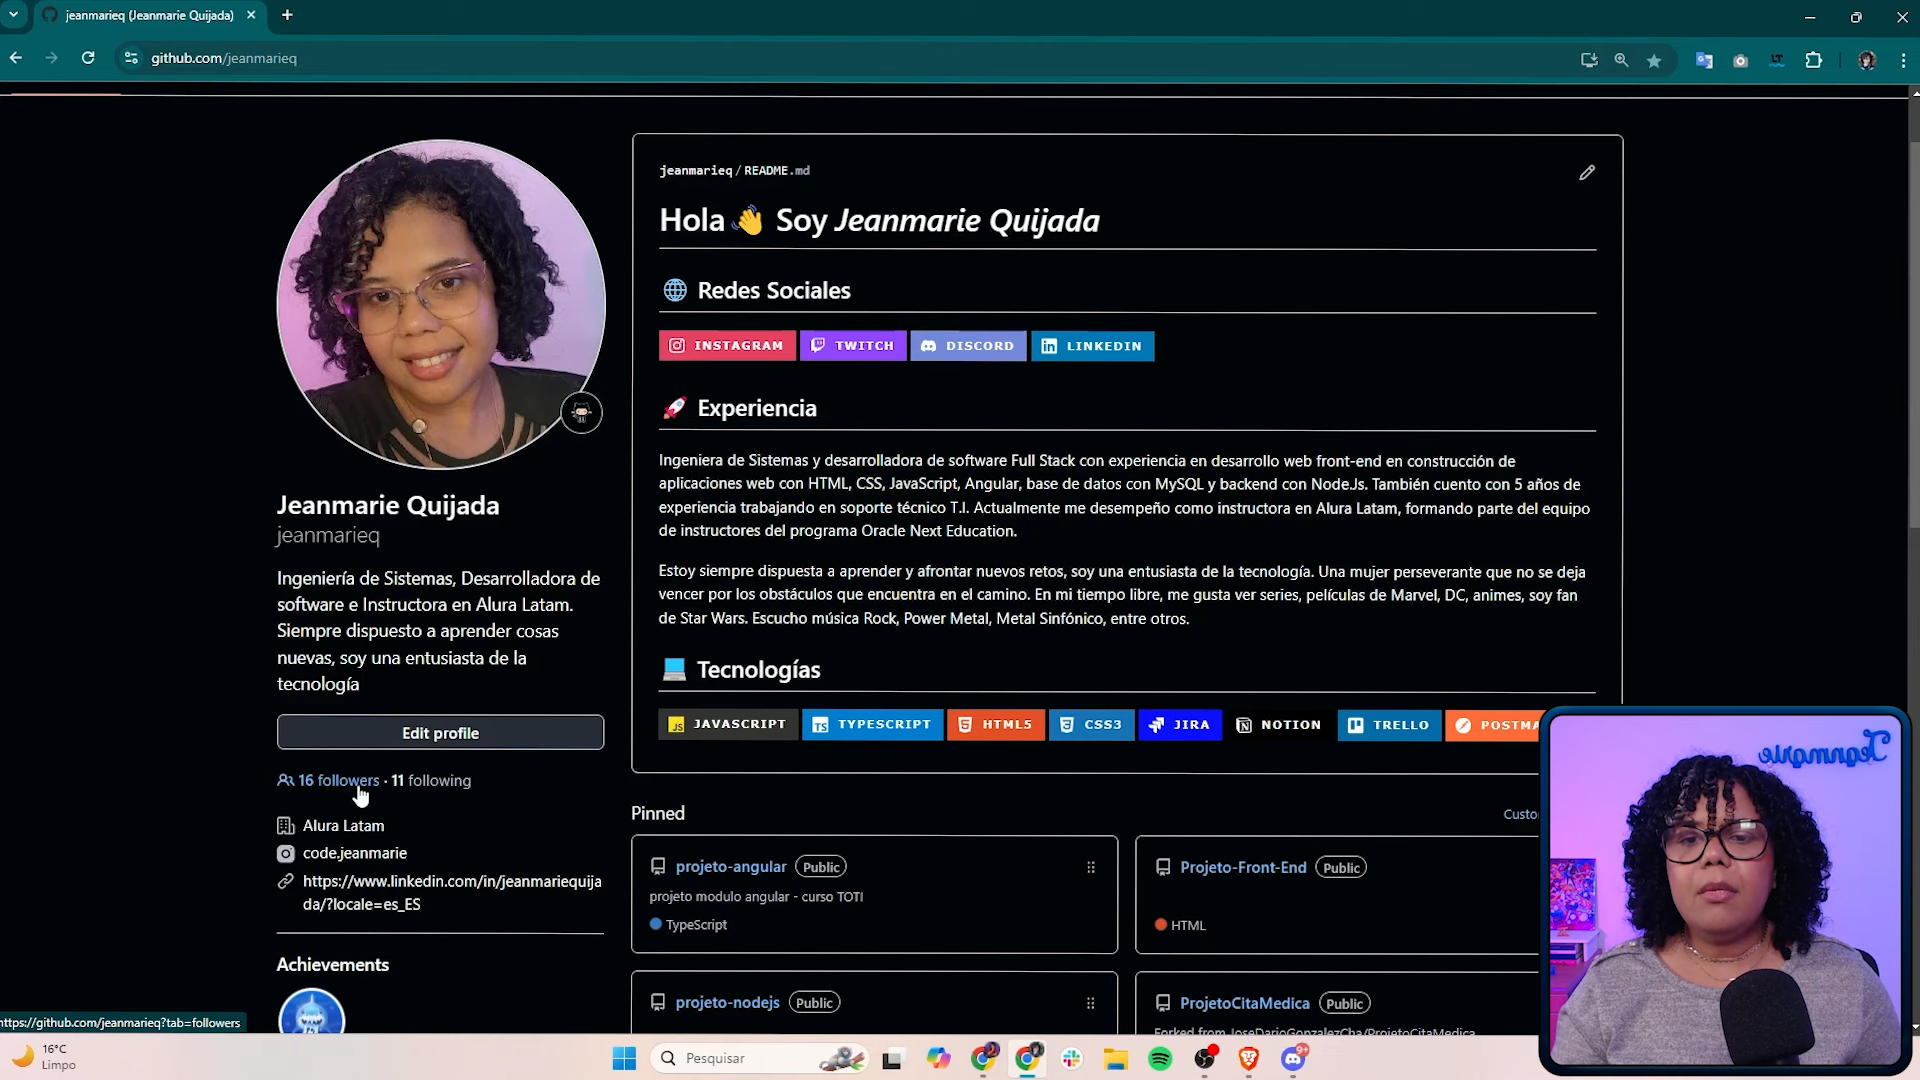 jeanmarieq (Jeanmarie Quijada)
github.com/jeanmarieq
jeanmarieq/README.md
Hola 👋 Soy Jeanmarie Quijada
🌐 Redes Sociales
INSTAGRAM TWITCH DISCORD LINKEDIN
🚀 Experiencia
Ingeniera de Sistemas y desarrolladora de software Full Stack con experiencia en desarrollo web front-end en construcción de
aplicaciones web con HTML, CSS, JavaScript, Angular, base de datos con MySQL y backend con NodeJs. También cuento con 5 años de
experiencia trabajando en soporte técnico T.I. Actualmente me desempeño como instructora en Alura Latam, formando parte del equipo
de instructores del programa Oracle Next Education.
Estoy siempre dispuesta a aprender y afrontar nuevos retos, soy una entusiasta de la tecnología. Una mujer perseverante que no se deja
vencer por los obstáculos que encuentra en el camino. En mi tiempo libre, me gusta ver series, películas de Marvel, DC, animes, soy fan
de Star Wars. Escucho música Rock, Power Metal, Metal Sinfónico, entre otros.
💻 Tecnologías
JAVASCRIPT TYPESCRIPT HTML5 CSS3 JIRA NOTION TRELLO POSTMA
Jeanmarie Quijada
jeanmarieq
Ingeniería de Sistemas, Desarrolladora de
software e Instructora en Alura Latam.
Siempre dispuesto a aprender cosas
nuevas, soy una entusiasta de la
tecnología
Edit profile
16 followers · 11 following
Alura Latam
code.jeanmarie
https://www.linkedin.com/in/jeanmariequija
da/?locale=es_ES
Achievements
Pinned
Custo
projeto-angular Public
projeto modulo angular - curso TOTI
TypeScript
Projeto-Front-End Public
HTML
projeto-nodejs Public
ProjetoCitaMedica Public
Forked from JoseDarioGonzalezCha/ProjetoCitaMedica
Jeanmarie
https://github.com/jeanmarieq?tab=followers
16°C
Limpo
Pesquisar